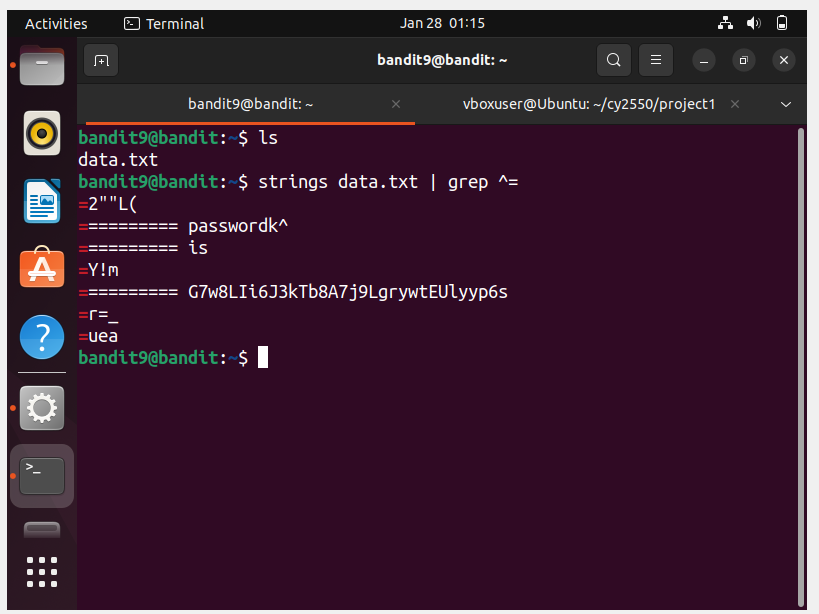 Activities Terminal Jan 28 01:15
bandit9@bandit: ~
bandit9@bandit: ~ vboxuser@Ubuntu: ~/cy2550/project1
bandit9@bandit:~$ ls
data.txt
bandit9@bandit:~$ strings data.txt | grep ^=
=2""L(
========== passwordk^
========== is
=Y!m
========== G7w8LIi6J3kTb8A7j9LgrywtEUlyyp6s
=r=_
=uea
bandit9@bandit:~$